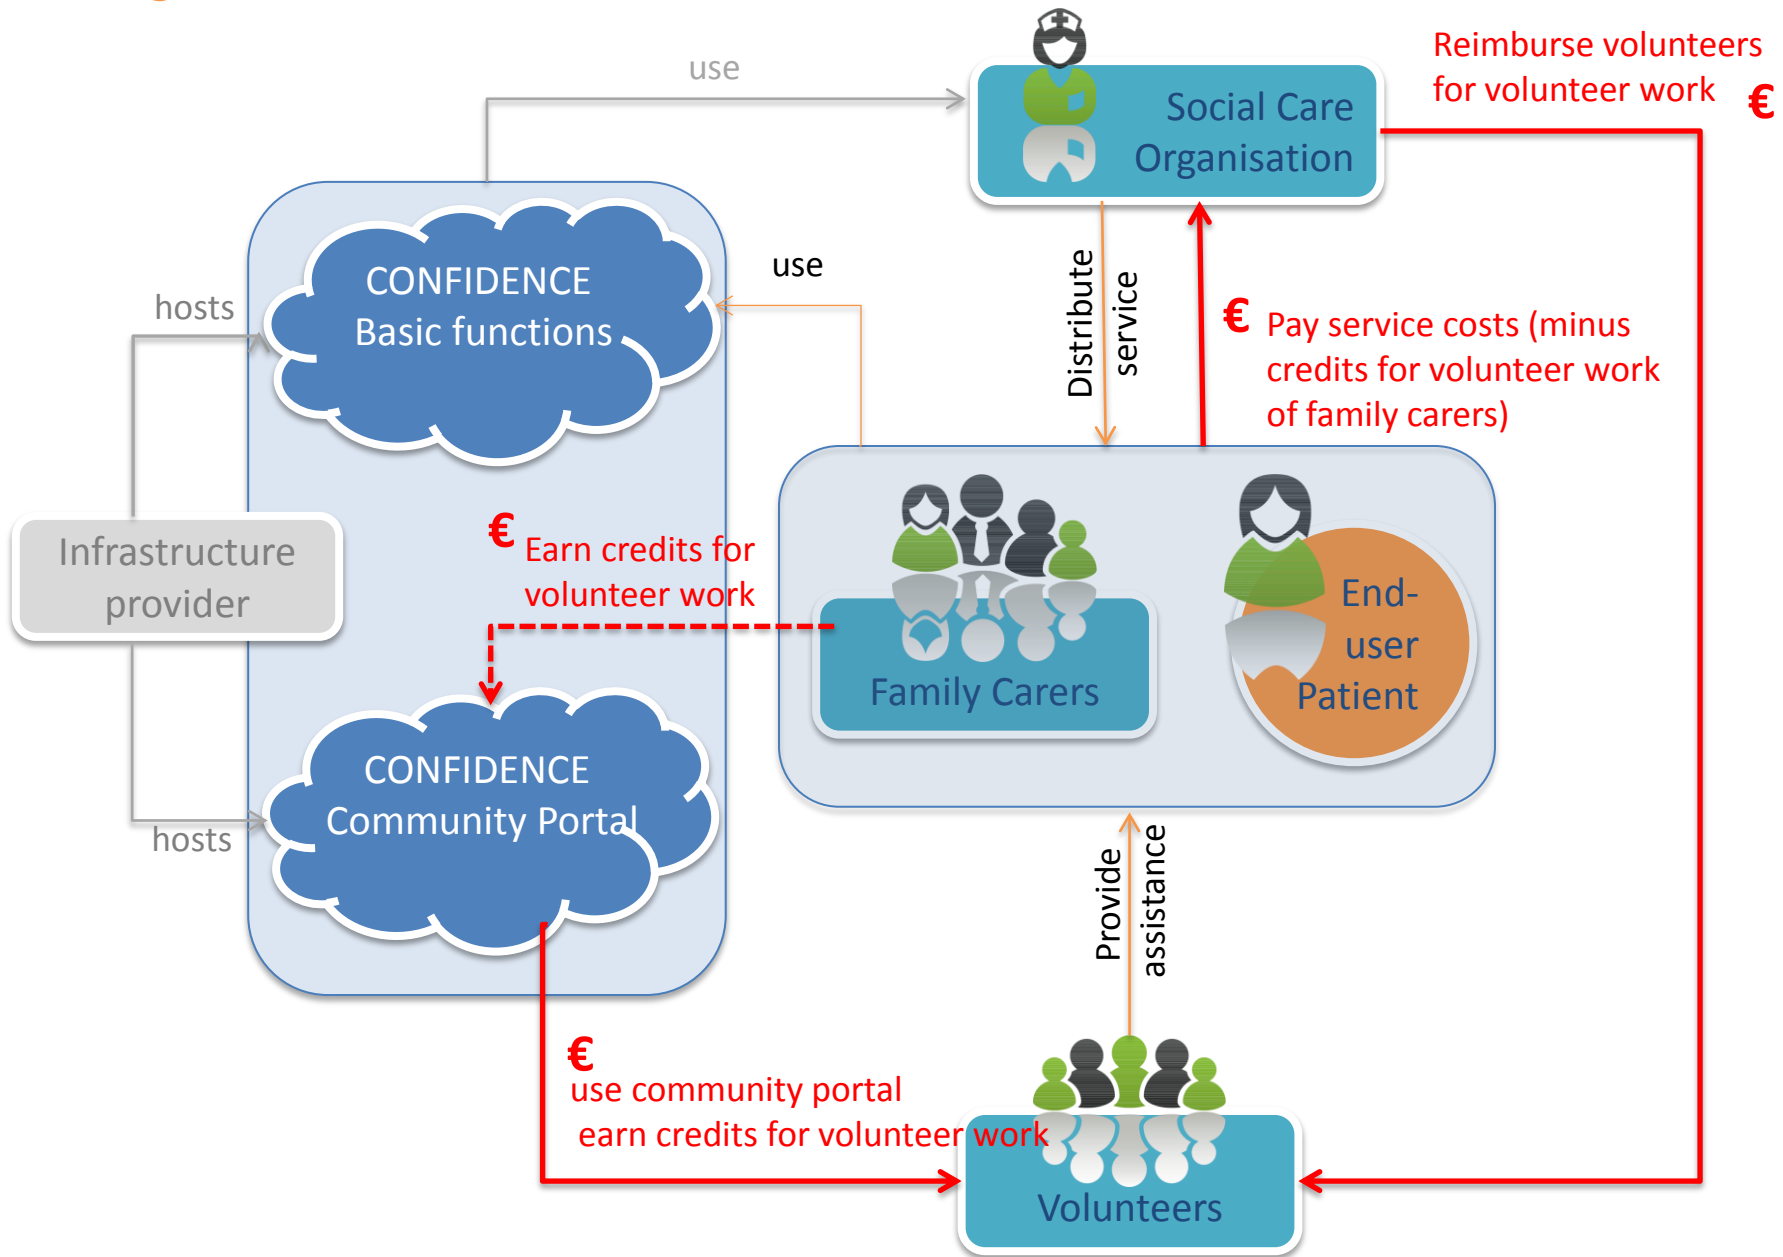 use
Social Care
Organisation
Reimburse volunteers
for volunteer work €
CONFIDENCE
Basic functions
hosts
use
Distribute
service
€ Pay service costs (minus
credits for volunteer work
of family carers)
Infrastructure
provider
€ Earn credits for
volunteer work
Family Carers
End-
user
Patient
CONFIDENCE
Community Portal
hosts
Provide
assistance
€
use community portal
earn credits for volunteer work
Volunteers